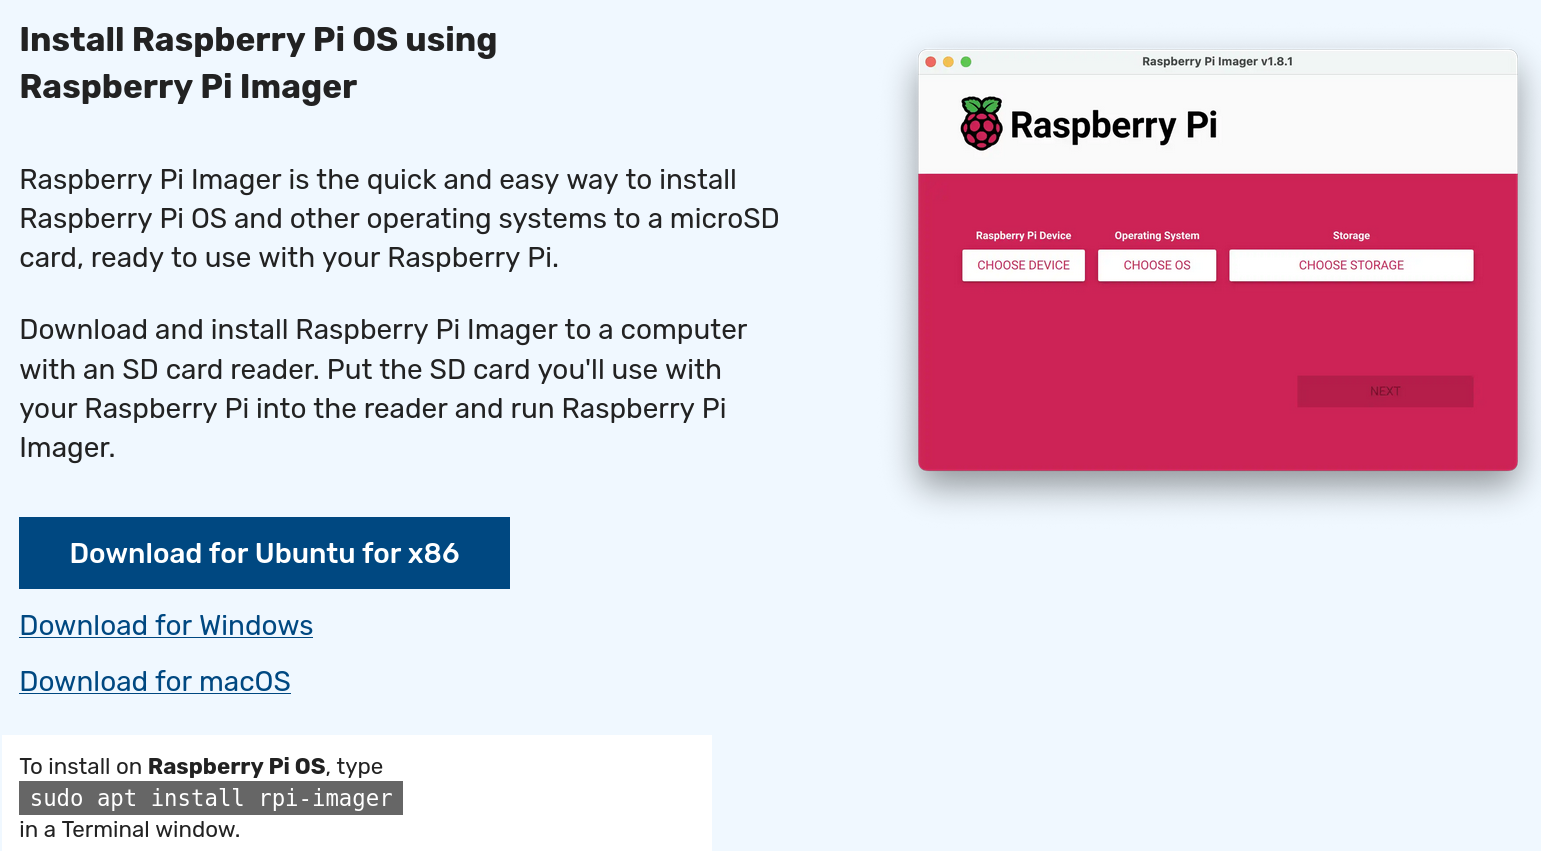 Install Raspberry Pi OS using
Raspberry Pi Imager
Raspberry Pi Imager is the quick and easy way to install
Raspberry Pi OS and other operating systems to a microSD
card, ready to use with your Raspberry Pi.
Download and install Raspberry Pi Imager to a computer
with an SD card reader. Put the SD card you'll use with
your Raspberry Pi into the reader and run Raspberry Pi
Imager.
Download for Ubuntu for x86
Download for Windows
Download for macOS
To install on Raspberry Pi OS, type
sudo apt install rpi-imager
in a Terminal window.
Raspberry Pi Imager v1.8.1
Raspberry Pi
Raspberry Pi Device Operating System Storage
CHOOSE DEVICE CHOOSE OS CHOOSE STORAGE
NEXT